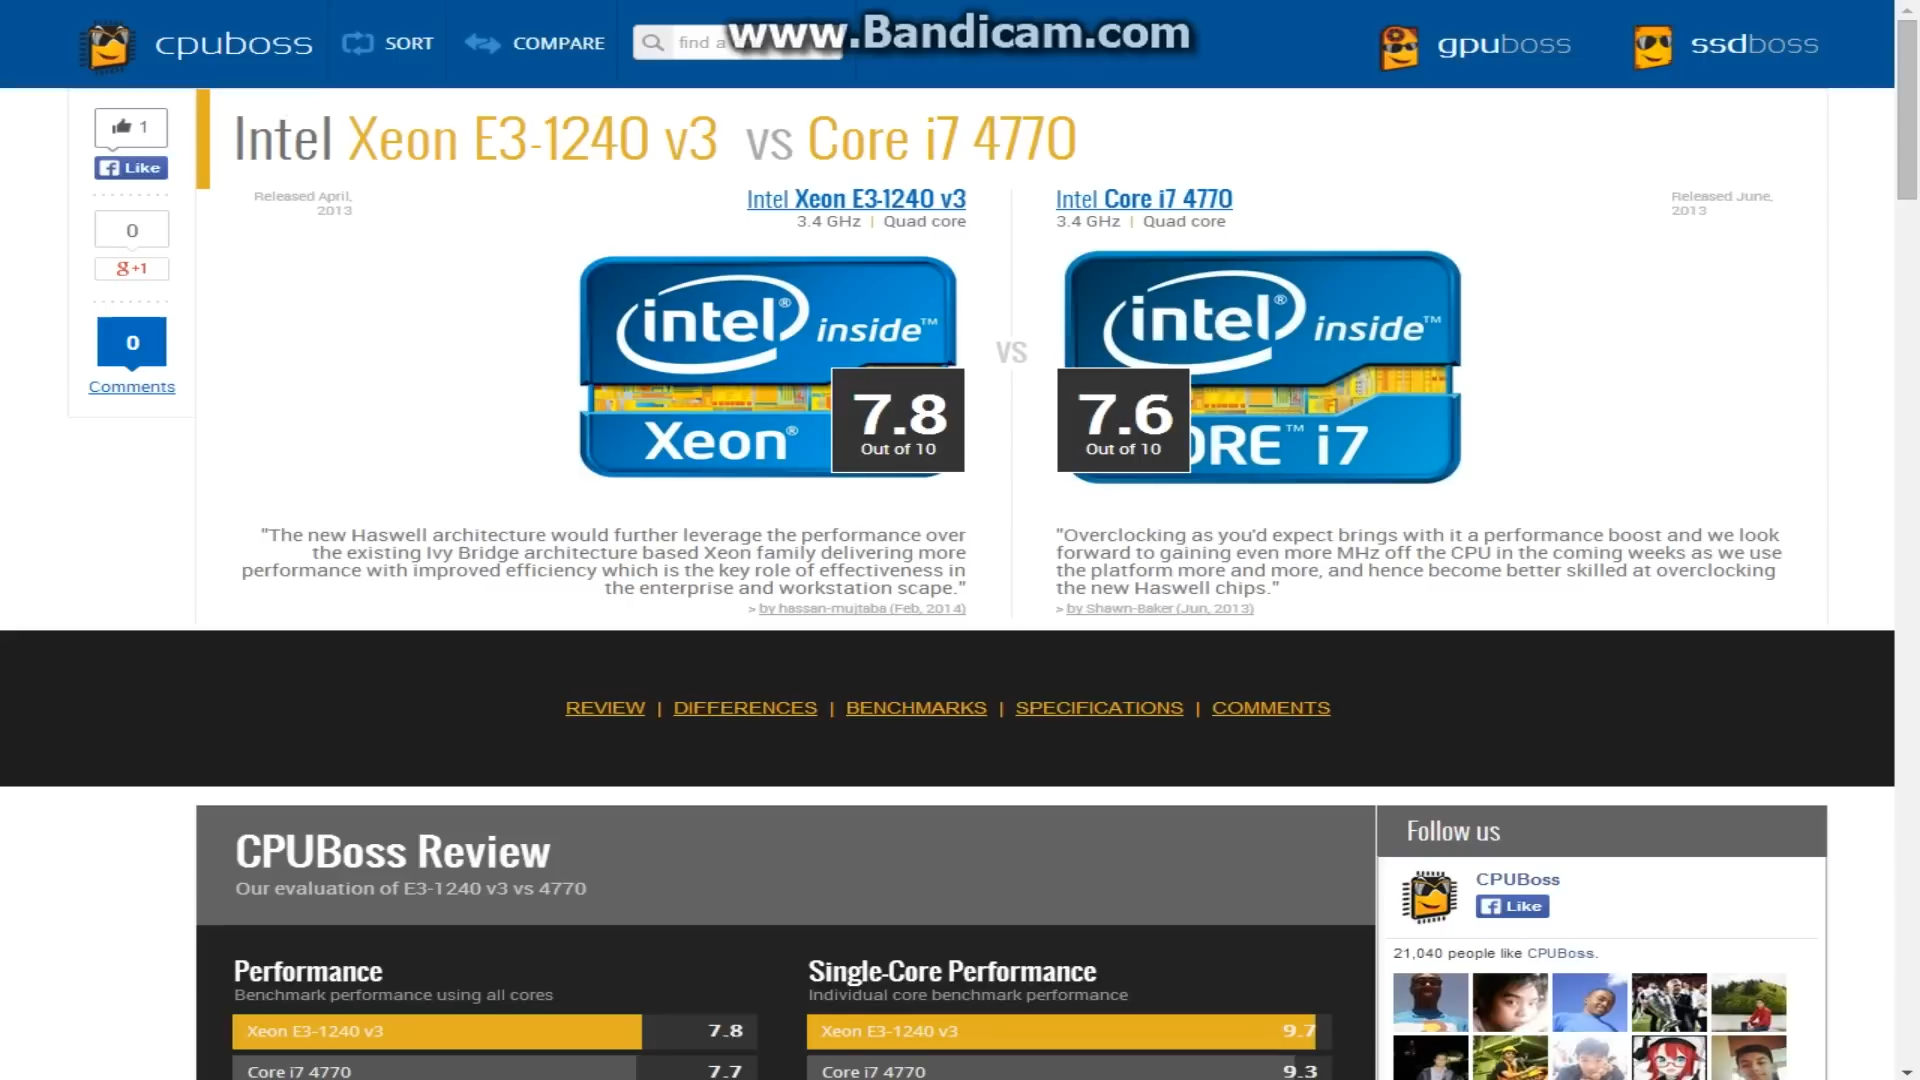 cpuboss
SORT
COMPARE
find a
www.Bandicam.com
gpuboss
ssdboss
1
Like
0
g+1
0
Comments
Intel Xeon E3-1240 v3 vs Core i7 4770
Released April,
2013
Intel Xeon E3-1240 v3
3.4 GHz | Quad core
Intel Core i7 4770
3.4 GHz | Quad core
Released June,
2013
intel® inside™
Xeon®
7.8
Out of 10
VS
intel® inside™
ORE™ i7
7.6
Out of 10
"The new Haswell architecture would further leverage the performance over
the existing Ivy Bridge architecture based Xeon family delivering more
performance with improved efficiency which is the key role of effectiveness in
the enterprise and workstation scape."
> by hassan-mujtaba (Feb, 2014)
"Overclocking as you'd expect brings with it a performance boost and we look
forward to gaining even more MHz off the CPU in the coming weeks as we use
the platform more and more, and hence become better skilled at overclocking
the new Haswell chips."
> by Shawn-Baker (Jun, 2013)
REVIEW | DIFFERENCES | BENCHMARKS | SPECIFICATIONS | COMMENTS
CPUBoss Review
Our evaluation of E3-1240 v3 vs 4770
Performance
Benchmark performance using all cores
Xeon E3-1240 v3 7.8
Core i7 4770 7.7
Single-Core Performance
Individual core benchmark performance
Xeon E3-1240 v3 9.7
Core i7 4770 9.3
Follow us
CPUBoss
Like
21,040 people like CPUBoss.